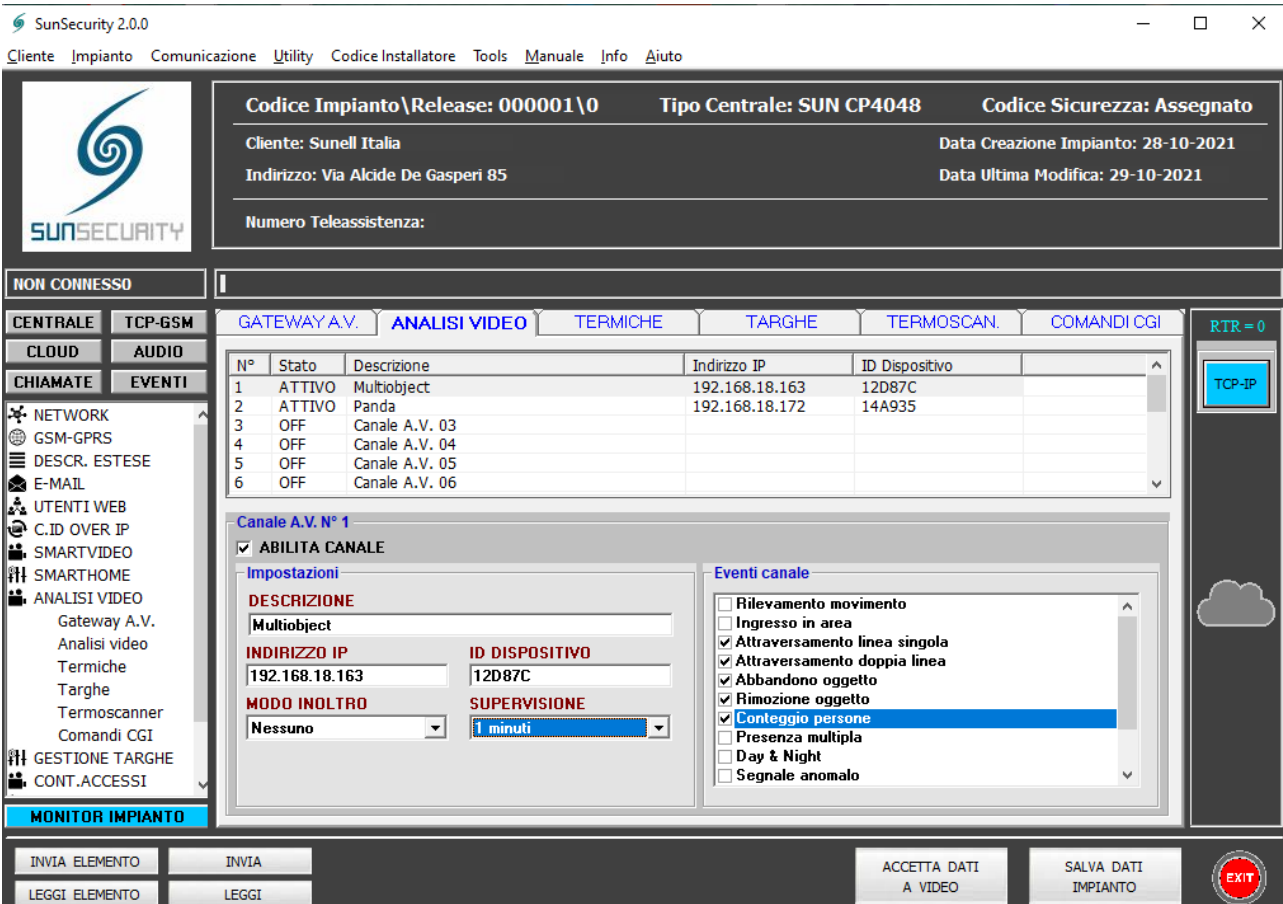 SunSecurity 2.0.0
Cliente Impianto Comunicazione Utility Codice Installatore Tools Manuale Info Aiuto
SUNSECURITY
Codice Impianto\Release: 000001\0 Tipo Centrale: SUN CP4048 Codice Sicurezza: Assegnato
Cliente: Sunell Italia Data Creazione Impianto: 28-10-2021
Indirizzo: Via Alcide De Gasperi 85 Data Ultima Modifica: 29-10-2021
Numero Teleassistenza:
NON CONNESSO
CENTRALE TCP-GSM
CLOUD AUDIO
CHIAMATE EVENTI
NETWORK
GSM-GPRS
DESCR. ESTESE
E-MAIL
UTENTI WEB
C.ID OVER IP
SMARTVIDEO
SMARTHOME
ANALISI VIDEO
Gateway A.V.
Analisi video
Termiche
Targhe
Termoscanner
Comandi CGI
GESTIONE TARGHE
CONT.ACCESSI
MONITOR IMPIANTO
GATEWAY A.V. ANALISI VIDEO TERMICHE TARGHE TERMOSCAN. COMANDI CGI
N° Stato Descrizione Indirizzo IP ID Dispositivo
1 ATTIVO Multiobject 192.168.18.163 12D87C
2 ATTIVO Panda 192.168.18.172 14A935
3 OFF Canale A.V. 03
4 OFF Canale A.V. 04
5 OFF Canale A.V. 05
6 OFF Canale A.V. 06
Canale A.V. N° 1
ABILITA CANALE
Impostazioni
DESCRIZIONE
Multiobject
INDIRIZZO IP ID DISPOSITIVO
192.168.18.163 12D87C
MODO INOLTRO SUPERVISIONE
Nessuno 1 minuti
Eventi canale
Rilevamento movimento
Ingresso in area
Attraversamento linea singola
Attraversamento doppia linea
Abbandono oggetto
Rimozione oggetto
Conteggio persone
Presenza multipla
Day & Night
Segnale anomalo
RTR = 0
TCP-IP
INVIA ELEMENTO INVIA
LEGGI ELEMENTO LEGGI
ACCETTA DATI
A VIDEO
SALVA DATI
IMPIANTO
EXIT